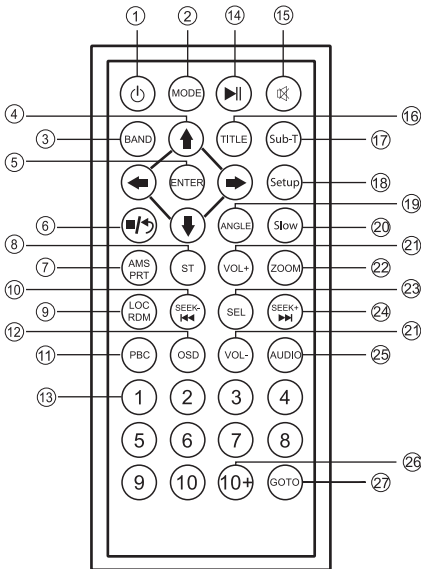 ① ② ⑭ ⑮
MODE
④ ⑯
③ BAND TITLE Sub-T ⑰
⑤ ENTER Setup ⑱
⑲
⑥ ANGLE Slow ⑳
⑧ ㉑
⑦ AMS PRT ST VOL+ ZOOM ㉒
⑩ ㉓
⑨ LOC RDM SEEK- SEL SEEK+ ㉔
⑫ ㉑
⑪ PBC OSD VOL- AUDIO ㉕
⑬ 1 2 3 4
5 6 7 8
㉖
9 10 10+ GOTO ㉗